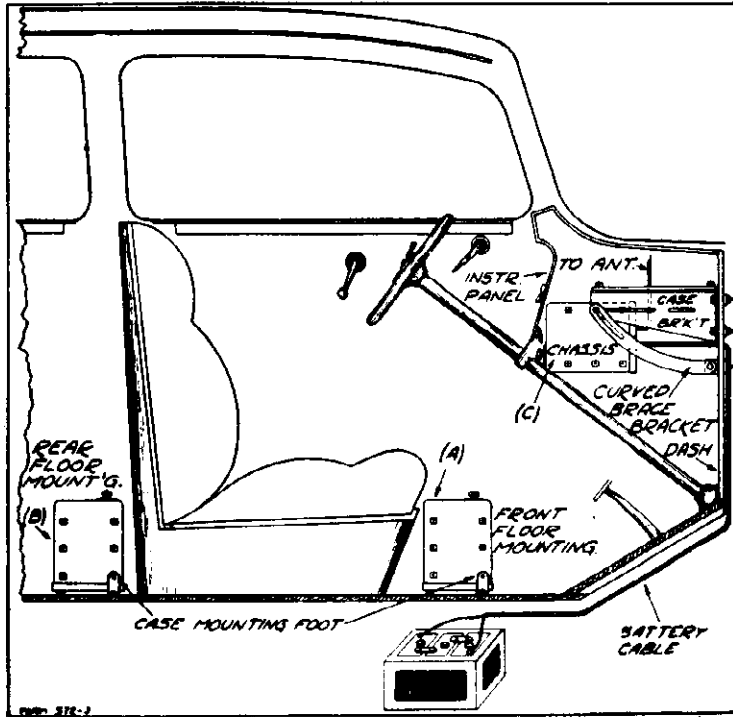 TO ANT.
INSTR.
PANEL
CASE
BRK'T
CHASSIS
(C)
CURVED
BRACE
BRACKET
DASH
REAR
FLOOR
MOUNT'G.
(B)
(A)
FRONT
FLOOR
MOUNTING.
CASE MOUNTING FOOT
BATTERY
CABLE